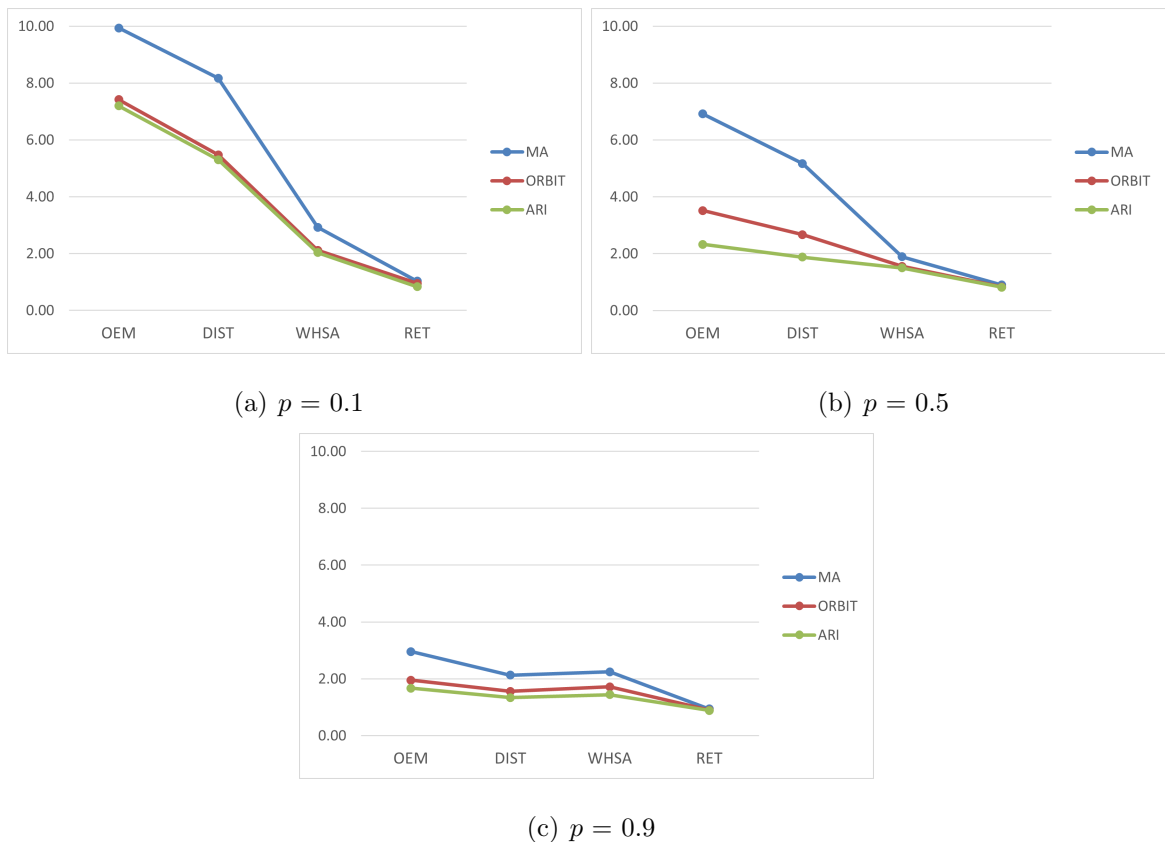 10.00
8.00
6.00
4.00
2.00
0.00
OEM DIST WHSA RET
MA
ORBIT
ARI
(a) p = 0.1
10.00
8.00
6.00
4.00
2.00
0.00
OEM DIST WHSA RET
MA
ORBIT
ARI
(b) p = 0.5
10.00
8.00
6.00
4.00
2.00
0.00
OEM DIST WHSA RET
MA
ORBIT
ARI
(c) p = 0.9